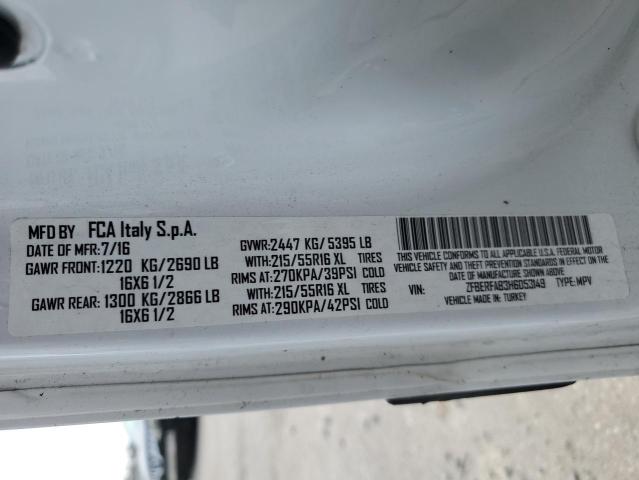 MFD BY FCA Italy S.p.A.
DATE OF MFR: 7/16
GAWR FRONT: 1220 KG/2690 LB
16X6 1/2
GAWR REAR: 1300 KG/2866 LB
16X6 1/2
GVWR: 2447 KG/ 5395 LB
WITH: 215/55R16 XL TIRES
RIMS AT: 270KPA/39PSI COLD
WITH: 215/55R16 XL TIRES
RIMS AT: 290KPA/42PSI COLD
THIS VEHICLE CONFORMS TO ALL APPLICABLE U.S.A. FEDERAL MOTOR
VEHICLE SAFETY AND THEFT PREVENTION STANDARDS IN EFFECT ON THE
DATE OF MANUFACTURE SHOWN ABOVE
VIN: ZFBERFAB3H6D53149 TYPE: MPV
MADE IN: TURKEY